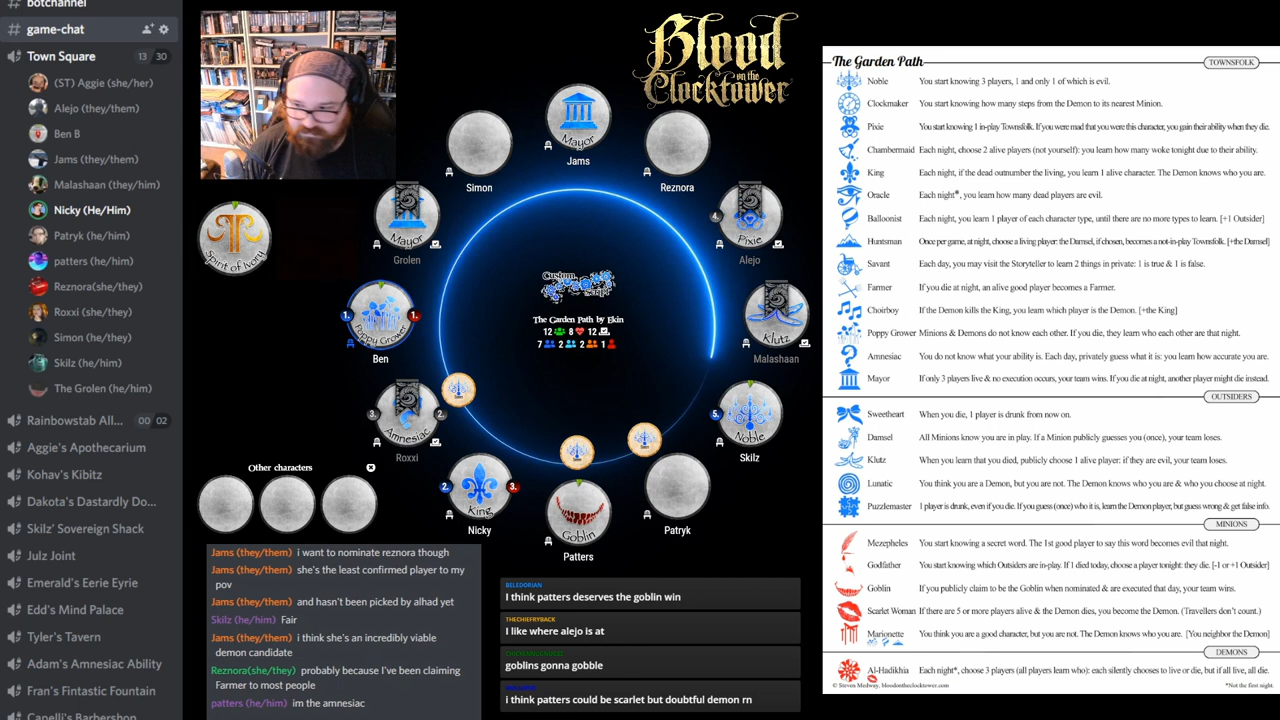 botchannel
# game-chat
Town Square 13 30
(ST) Aggie (she/her)
Alejo (they/them)
Ben B
Jams (they/them)
Malashaan (they/him)
Nicky (He/Him)
Patryk (he/him)
patters (he/him)
Reznora(she/they)
Roxxi (she/they)
Simon (he/they)
Skilz (he/him)
The Grolen (he/him)
Rainbowstab All... 00 02
Aggie's Apothecarium
Kohav's Kibitz
Dakota's Dastardly Do...
Skilz' Sovereign Shack
Julz Joint
Emerald's Eerie Eyrie
Edd's Mind Palace
Tyler's Tavern
Adam's Amnesiac Ability
Fran's Fantastic Fountain
Capelli's Barbershop
Blood
on the
Clocktower
Spirit of Ivory
Simon
Mayor
Jams
Reznora
Mayor
Grolen
4.
Pixie
Alejo
1.
Poppy Grower
1.
Ben
Klutz
Malashaan
Custom
Script
The Garden Path by Ekin
12 8 12
7 2 2 2 1
3.
Amnesiac
2.
Roxxi
5.
Noble
Skilz
2.
King
3.
Nicky
Goblin
Patters
Patryk
Other characters
Jams (they/them) i want to nominate reznora though
Jams (they/them) she's the least confirmed player to my
pov
Jams (they/them) and hasn't been picked by alhad yet
Skilz (he/him) Fair
Jams (they/them) i think she's an incredibly viable
demon candidate
Reznora(she/they) probably because I've been claiming
Farmer to most people
patters (he/him) im the amnesiac
BELEDORIAN
I think patters deserves the goblin win
THECHIEFRYBACK
I like where alejo is at
goblins gonna gobble
i think patters could be scarlet but doubtful demon rn
The Garden Path
TOWNSFOLK
Noble You start knowing 3 players, 1 and only 1 of which is evil.
Clockmaker You start knowing how many steps from the Demon to its nearest Minion.
Pixie You start knowing 1 in-play Townsfolk. If you were mad that you were this character, you gain their ability when they die.
Chambermaid Each night, choose 2 alive players (not yourself): you learn how many woke tonight due to their ability.
King Each night, if the dead outnumber the living, you learn 1 alive character. The Demon knows who you are.
Oracle Each night*, you learn how many dead players are evil.
Balloonist Each night, you learn 1 player of each character type, until there are no more types to learn. [+1 Outsider]
Huntsman Once per game, at night, choose a living player: the Damsel, if chosen, becomes a not-in-play Townsfolk. [+the Damsel]
Savant Each day, you may visit the Storyteller to learn 2 things in private: 1 is true & 1 is false.
Farmer If you die at night, an alive good player becomes a Farmer.
Choirboy If the Demon kills the King, you learn which player is the Demon. [+the King]
Poppy Grower Minions & Demons do not know each other. If you die, they learn who each other are that night.
Amnesiac You do not know what your ability is. Each day, privately guess what it is: you learn how accurate you are.
Mayor If only 3 players live & no execution occurs, your team wins. If you die at night, another player might die instead.
OUTSIDERS
Sweetheart When you die, 1 player is drunk from now on.
Damsel All Minions know you are in play. If a Minion publicly guesses you (once), your team loses.
Klutz When you learn that you died, publicly choose 1 alive player: if they are evil, your team loses.
Lunatic You think you are a Demon, but you are not. The Demon knows who you are & who you choose at night.
Puzzlemaster 1 player is drunk, even if you die. If you guess (once) who it is, learn the Demon player, but guess wrong & get false info.
MINIONS
Mezepheles You start knowing a secret word. The 1st good player to say this word becomes evil that night.
Godfather You start knowing which Outsiders are in-play. If 1 died today, choose a player tonight: they die. [-1 or +1 Outsider]
Goblin If you publicly claim to be the Goblin when nominated & are executed that day, your team wins.
Scarlet Woman If there are 5 or more players alive & the Demon dies, you become the Demon. (Travellers don't count.)
Marionette You think you are a good character, but you are not. The Demon knows who you are. [You neighbor the Demon]
DEMONS
Al-Hadikhia Each night*, choose 3 players (all players learn who): each silently chooses to live or die, but if all live, all die.
© Steven Medway, bloodontheclocktower.com
*Not the first night.